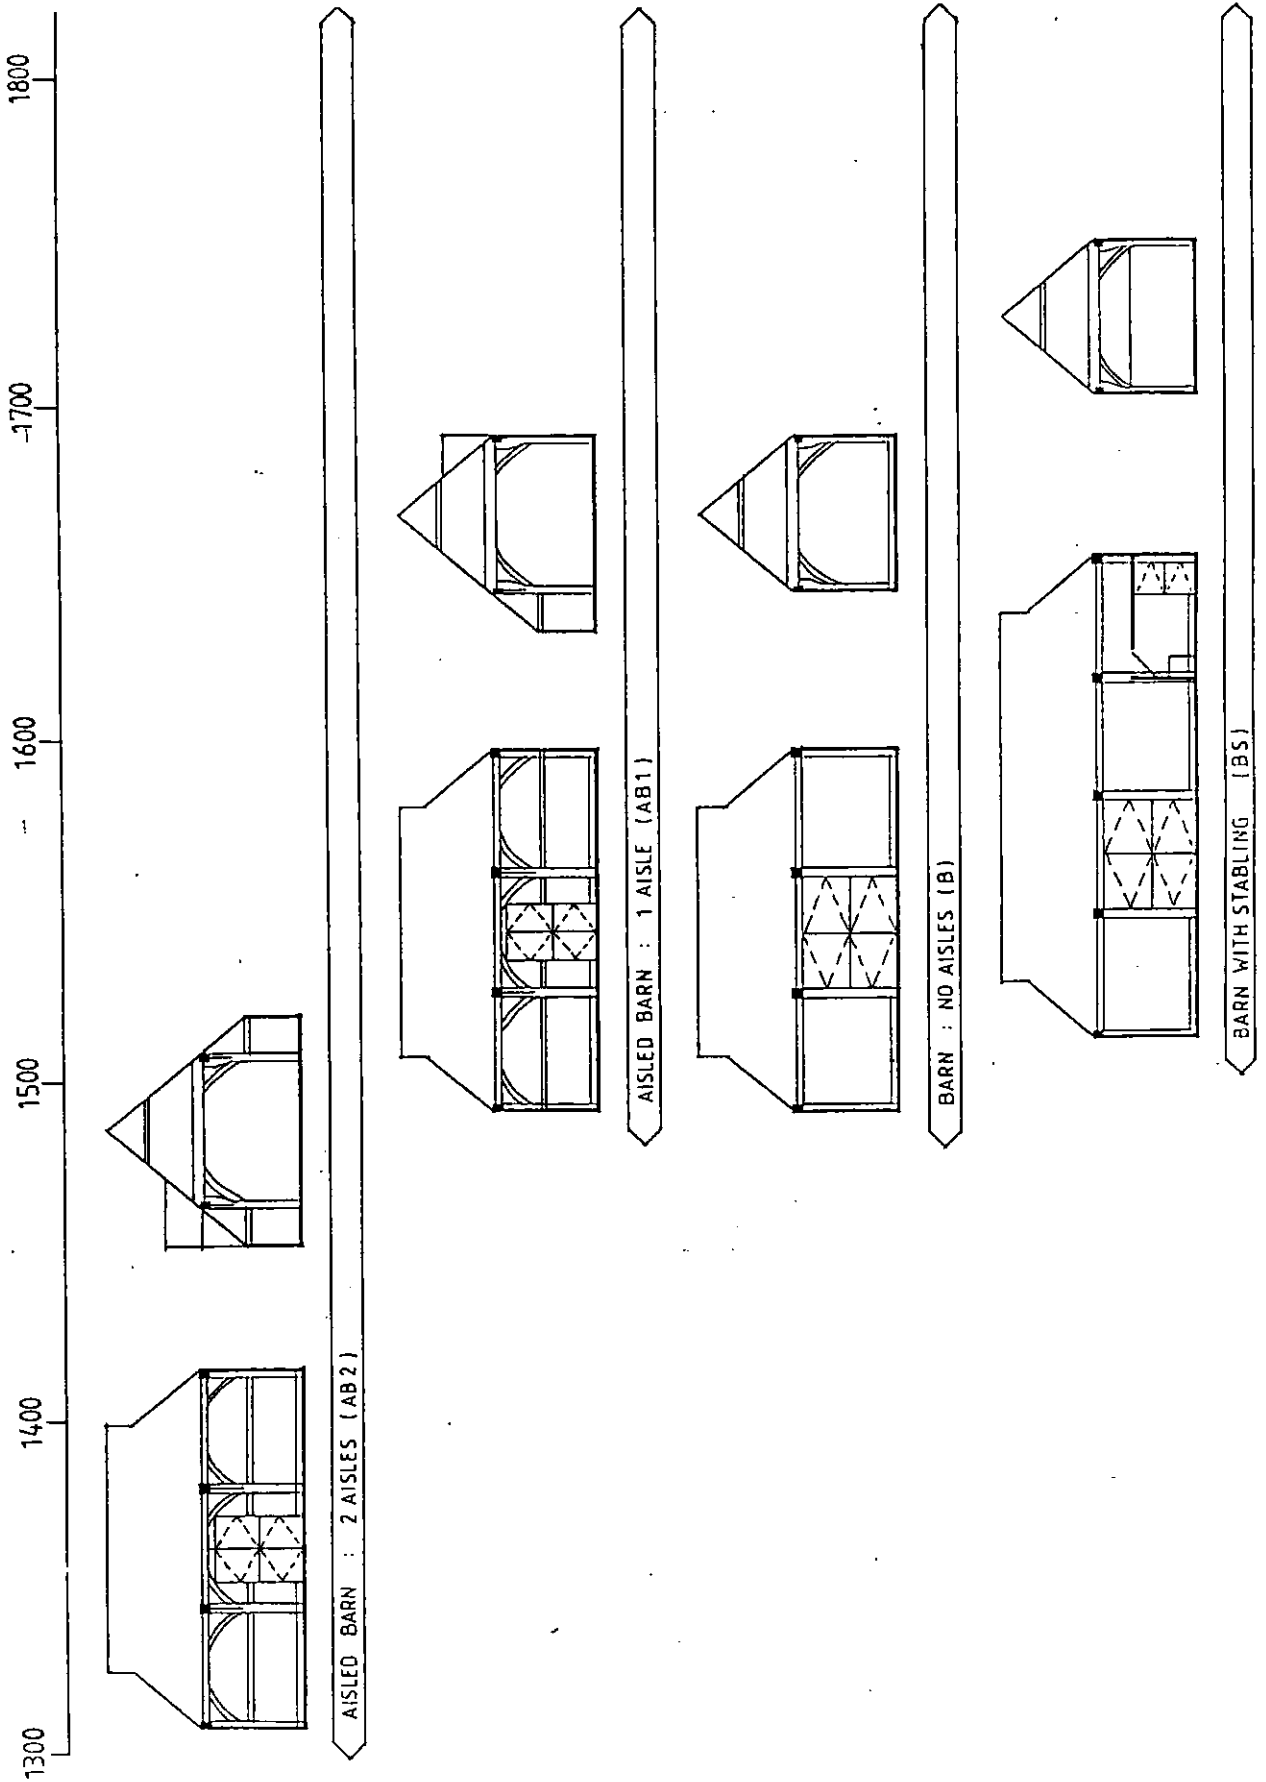 1300 1400 1500 1600 1700 1800
AISLED BARN : 2 AISLES (AB2)
AISLED BARN : 1 AISLE (AB1)
BARN : NO AISLES (B)
BARN WITH STABLING (BS)